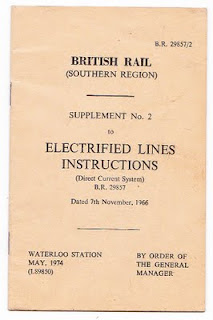 B.R. 29857/2
BRITISH RAIL
(SOUTHERN REGION)
SUPPLEMENT No. 2
to
ELECTRIFIED LINES
INSTRUCTIONS
(Direct Current System)
B.R. 29857
Dated 7th November, 1966
WATERLOO STATION
MAY, 1974
(L89850)
BY ORDER OF
THE GENERAL
MANAGER